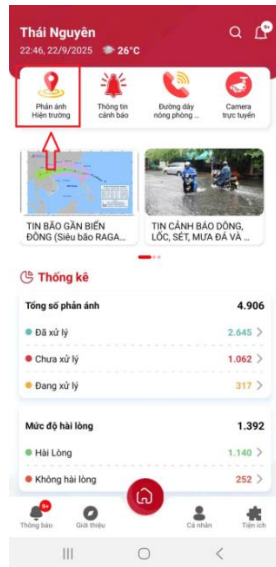 Thái Nguyên
22:46, 22/9/2025 26°C
9+
Phản ánh
Hiện trường
Thông tin
cảnh báo
Đường dây
nóng phòng ...
Camera
trực tuyến
TIN BÃO GẦN BIỂN
ĐÔNG (Siêu bão RAGA...
TIN CẢNH BÁO DÔNG,
LỐC, SÉT, MƯA ĐÁ VÀ ...
Thống kê
Tổng số phản ánh 4.906
Đã xử lý 2.645
Chưa xử lý 1.062
Đang xử lý 317
Mức độ hài lòng 1.392
Hài Lòng 1.140
Không hài lòng 252
9+
Thông báo
Giới thiệu
Cá nhân
Tiện ích